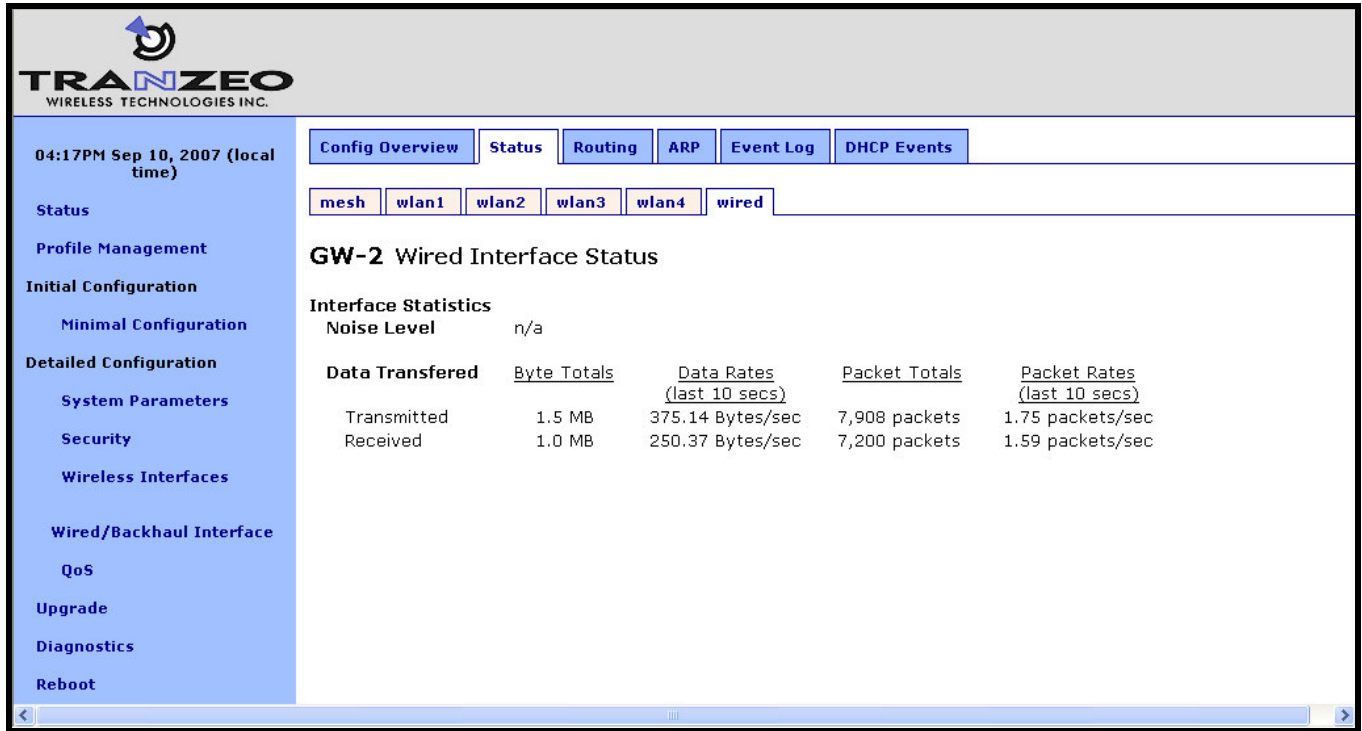 TRANZEO
WIRELESS TECHNOLOGIES INC.
04:17PM Sep 10, 2007 (local
time)
Status
Profile Management
Initial Configuration
Minimal Configuration
Detailed Configuration
System Parameters
Security
Wireless Interfaces
Wired/Backhaul Interface
QoS
Upgrade
Diagnostics
Reboot
Config Overview Status Routing ARP Event Log DHCP Events
mesh wlan1 wlan2 wlan3 wlan4 wired
GW-2 Wired Interface Status
Interface Statistics
Noise Level n/a
Data Transfered Byte Totals Data Rates Packet Totals Packet Rates
(last 10 secs) (last 10 secs)
Transmitted 1.5 MB 375.14 Bytes/sec 7,908 packets 1.75 packets/sec
Received 1.0 MB 250.37 Bytes/sec 7,200 packets 1.59 packets/sec